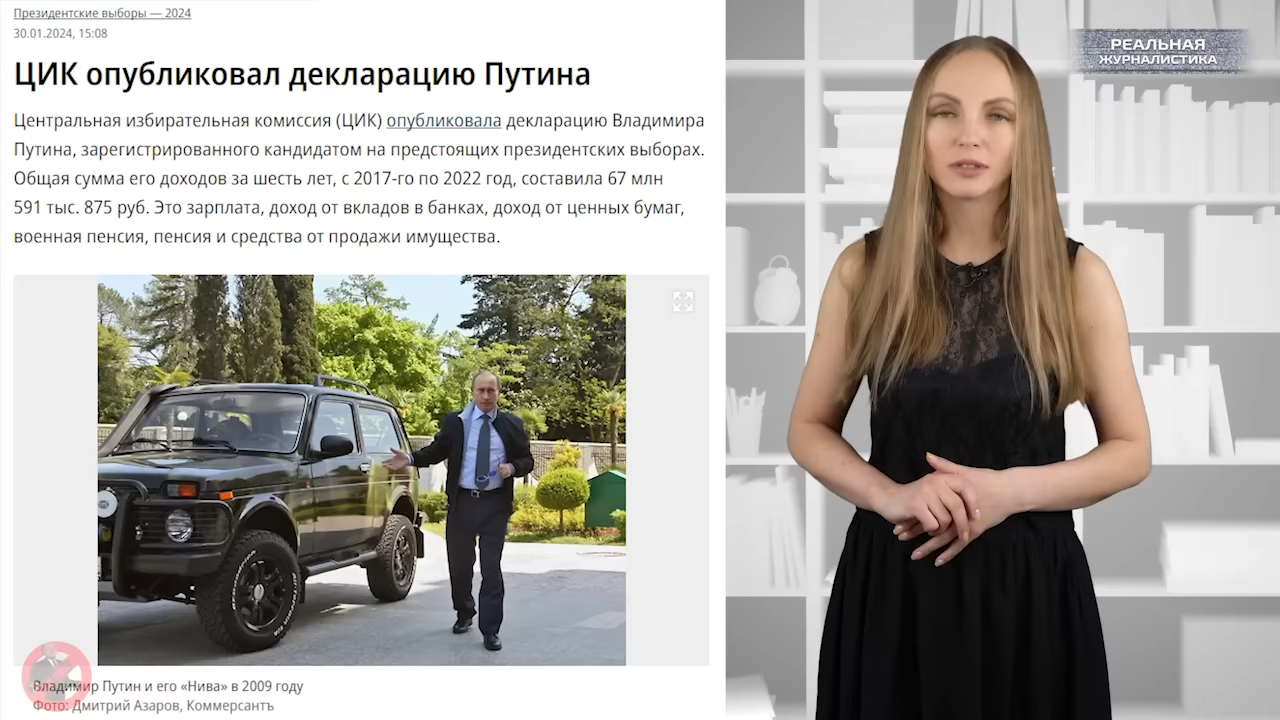 Президентские выборы — 2024
30.01.2024, 15:08
ЦИК опубликовал декларацию Путина
Центральная избирательная комиссия (ЦИК) опубликовала декларацию Владимира
Путина, зарегистрированного кандидатом на предстоящих президентских выборах.
Общая сумма его доходов за шесть лет, с 2017-го по 2022 год, составила 67 млн
591 тыс. 875 руб. Это зарплата, доход от вкладов в банках, доход от ценных бумаг,
военная пенсия, пенсия и средства от продажи имущества.
Владимир Путин и его «Нива» в 2009 году
Фото: Дмитрий Азаров, Коммерсантъ
РЕАЛЬНАЯ
ЖУРНАЛИСТИКА